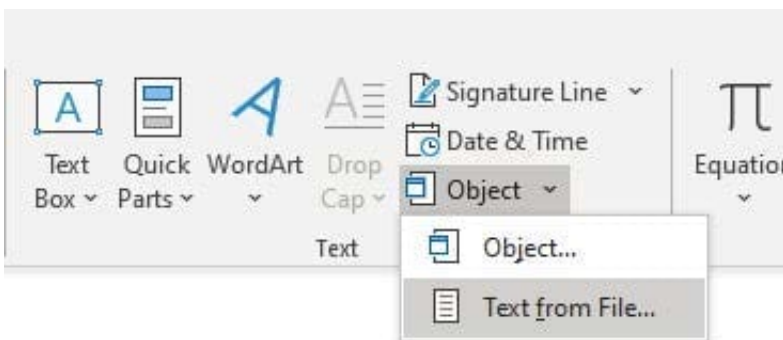 Text
Box
Quick
Parts
WordArt
Drop
Cap
Signature Line
Date & Time
Object
Text
Equation
Object...
Text from File...